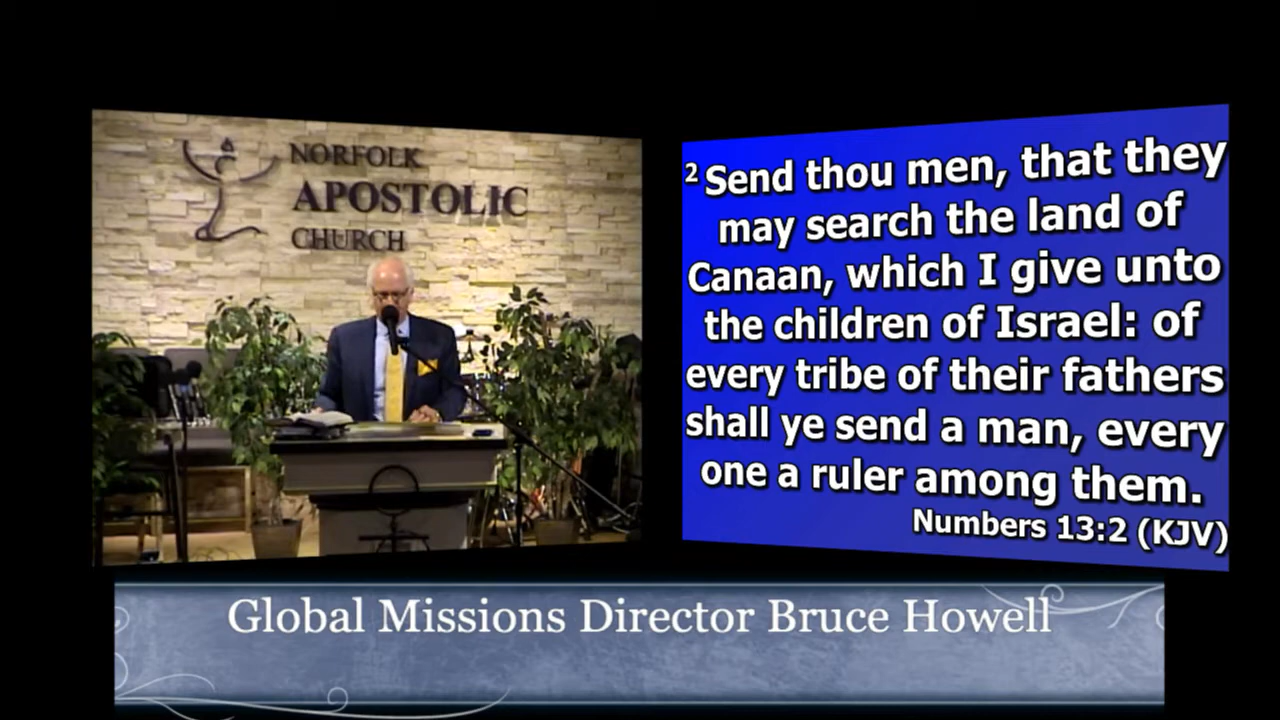 NORFOLK
APOSTOLIC
CHURCH
2 Send thou men, that they
may search the land of
Canaan, which I give unto
the children of Israel: of
every tribe of their fathers
shall ye send a man, every
one a ruler among them.
Numbers 13:2 (KJV)
Global Missions Director Bruce Howell